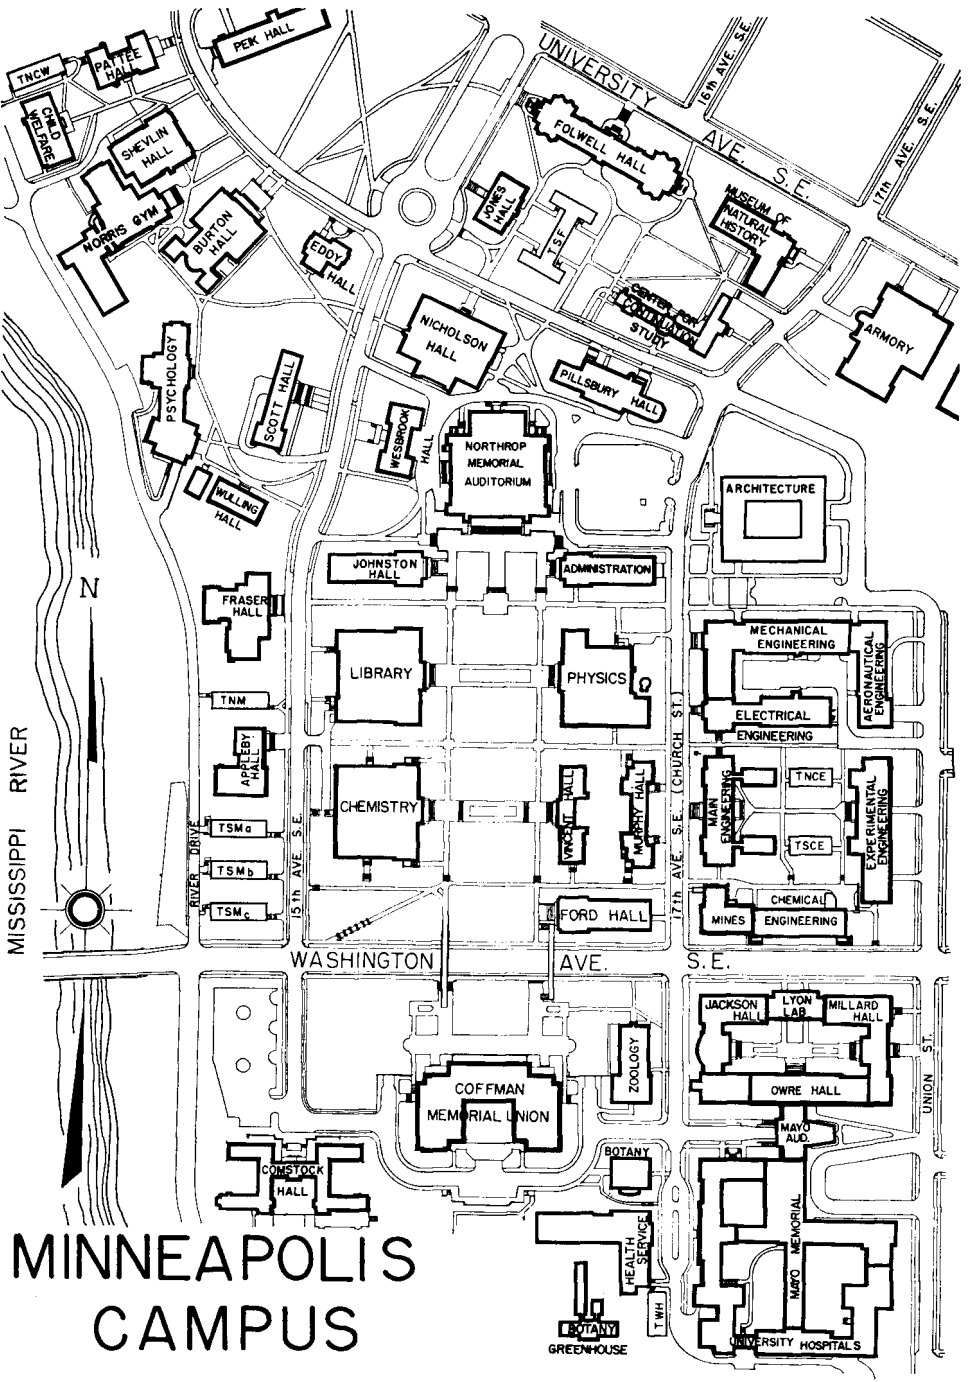 PEIK HALL
PATTEE
HALL
TNCW
CHILD
WELFARE
SHEVLIN
HALL
NORRIS GYM
BURTON
HALL
EDDY
HALL
UNIVERSITY AVE. S.E.
16th AVE. S.E.
17th AVE. S.E.
FOLWELL HALL
JONES
HALL
TSF
MUSEUM OF
NATURAL
HISTORY
CENTER FOR
CONTINUATION
STUDY
ARMORY
NICHOLSON
HALL
PILLSBURY HALL
PSYCHOLOGY
SCOTT HALL
WESBROOK
HALL
NORTHROP
MEMORIAL
AUDITORIUM
WULLING
HALL
ARCHITECTURE
JOHNSTON
HALL
ADMINISTRATION
N
FRASER
HALL
MECHANICAL
ENGINEERING
AERONAUTICAL
ENGINEERING
LIBRARY
PHYSICS
TNM
ELECTRICAL
ENGINEERING
APPLEBY
HALL
CHEMISTRY
VINCENT HALL
MURPHY HALL
17th AVE. S.E. (CHURCH ST.)
MAIN
ENGINEERING
TNCE
TSCE
EXPERIMENTAL
ENGINEERING
MISSISSIPPI RIVER
RIVER DRIVE
TSMa
TSMb
TSMc
15th AVE. S.E.
FORD HALL
MINES
CHEMICAL
ENGINEERING
WASHINGTON AVE. S.E.
JACKSON
HALL
LYON
LAB.
MILLARD
HALL
ZOOLOGY
OWRE HALL
UNION ST.
COFFMAN
MEMORIAL UNION
MAYO
AUD.
COMSTOCK
HALL
BOTANY
HEALTH SERVICE
MAYO MEMORIAL
TWH
BOTANY
GREENHOUSE
UNIVERSITY HOSPITALS
MINNEAPOLIS
CAMPUS